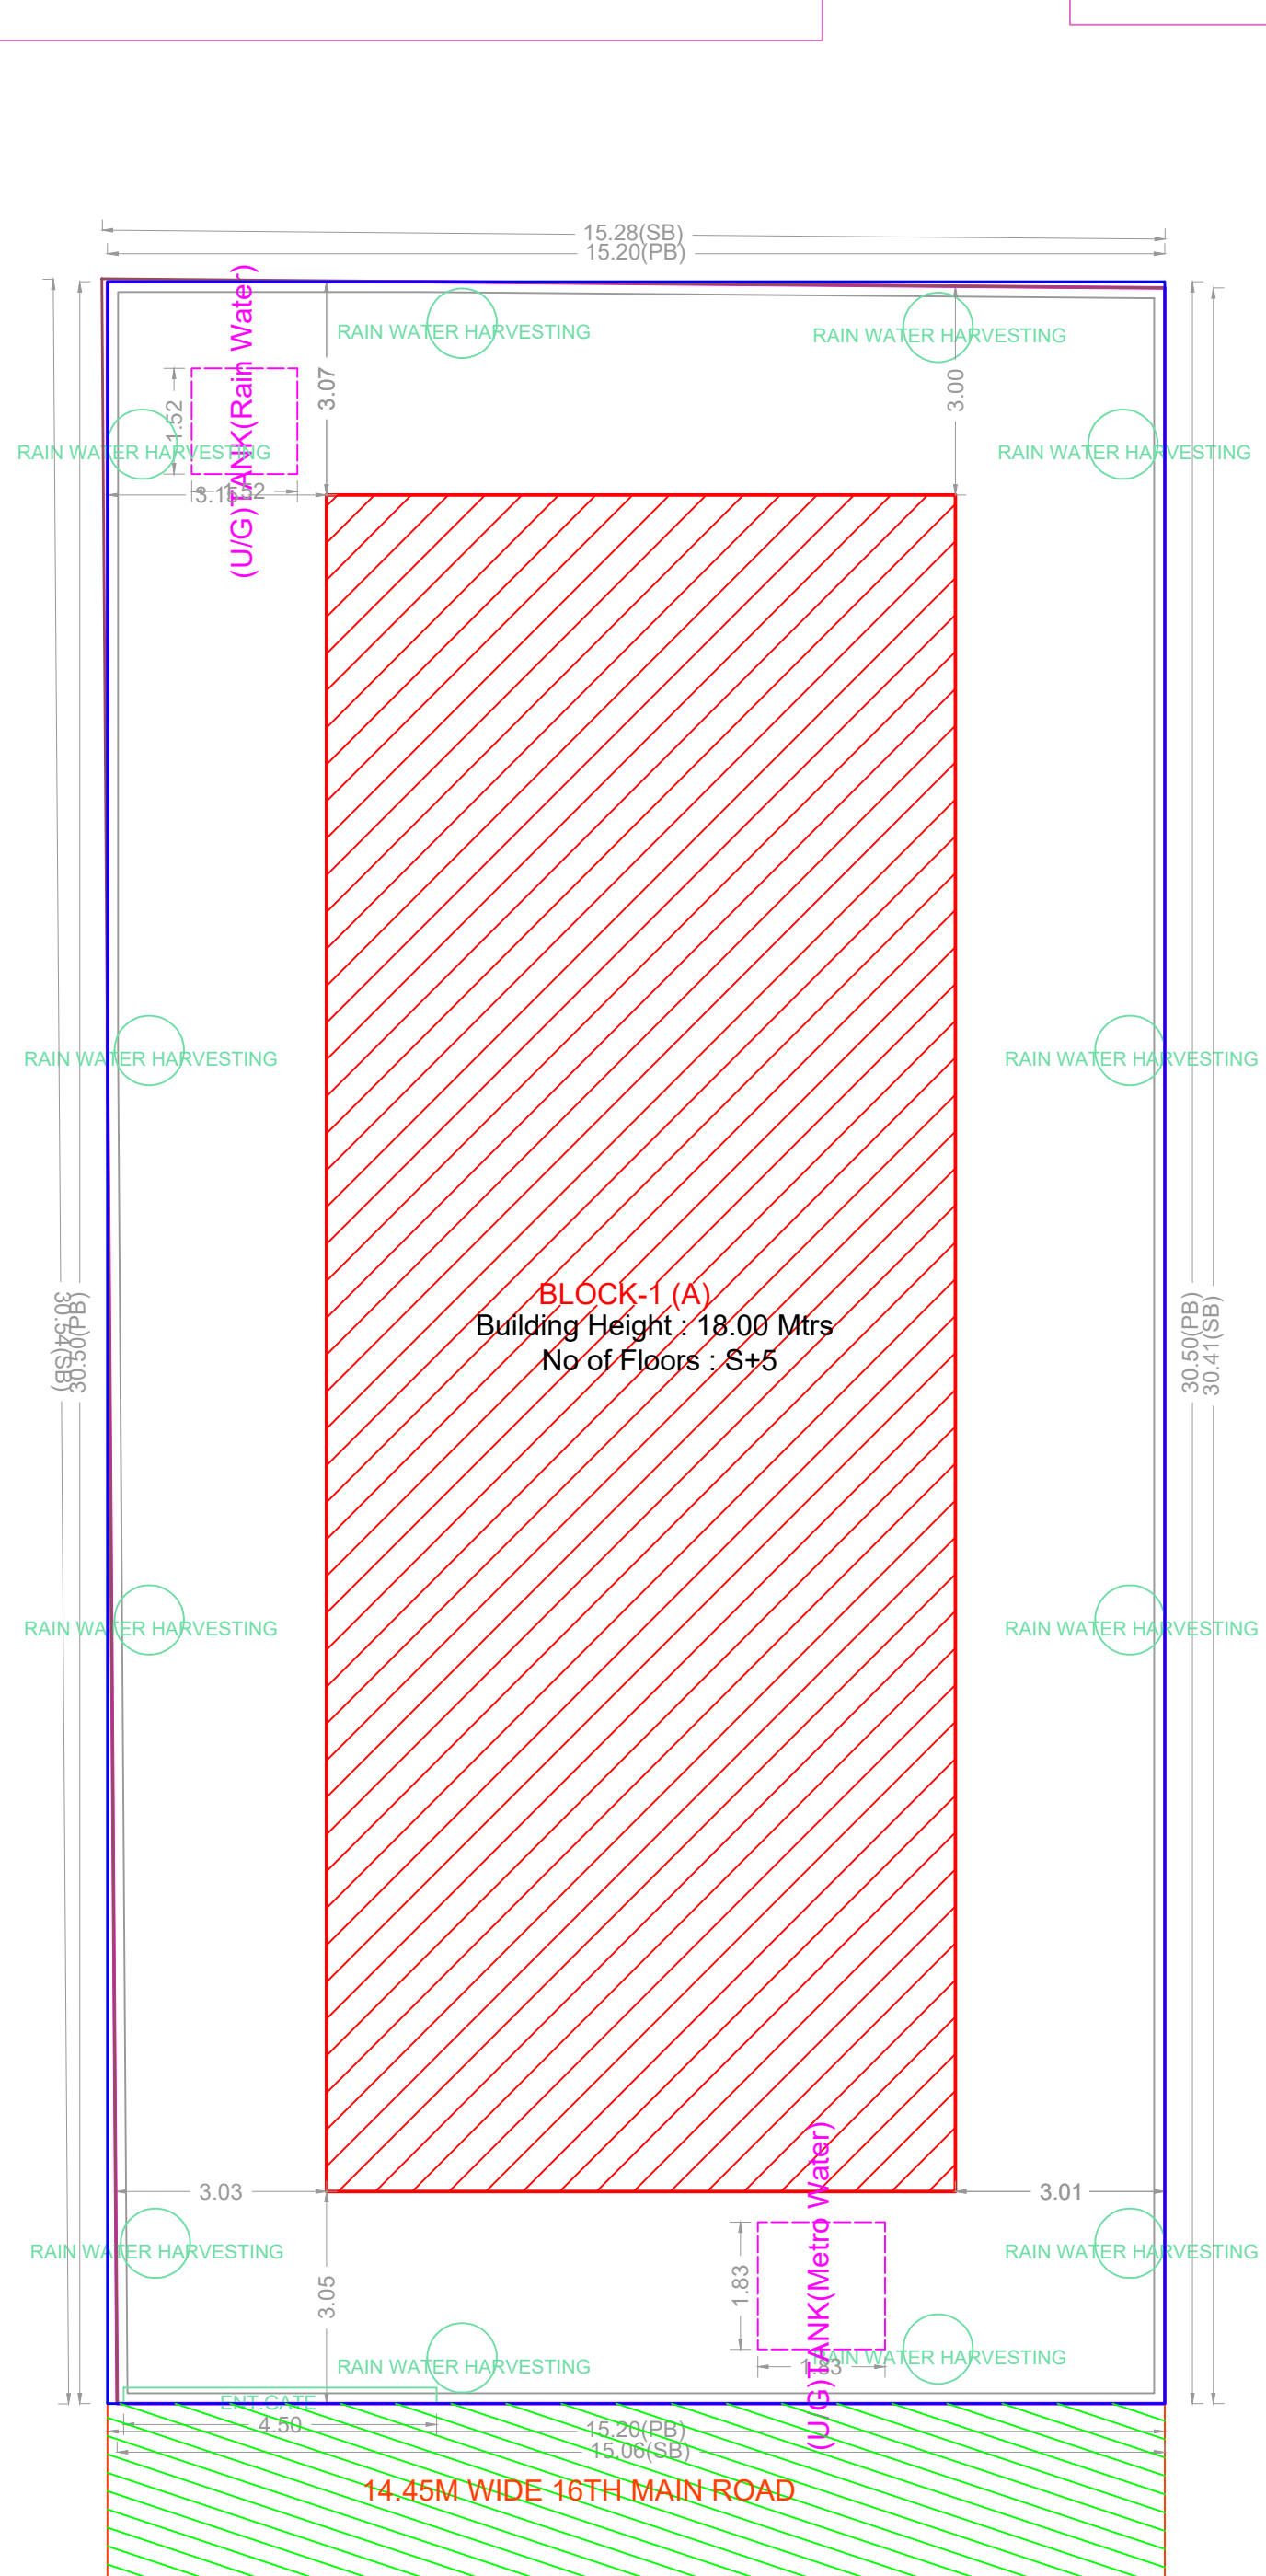 15.28(SB)
15.20(PB)
(U/G)TANK(Rain Water)
RAIN WATER HARVESTING
RAIN WATER HARVESTING
3.07
3.00
1.52
RAIN WATER HARVESTING
RAIN WATER HARVESTING
1.52
RAIN WATER HARVESTING
RAIN WATER HARVESTING
BLOCK-1 (A)
Building Height : 18.00 Mtrs
No of Floors : S+5
30.54(SB)
30.50(PB)
30.50(PB)
30.41(SB)
RAIN WATER HARVESTING
RAIN WATER HARVESTING
3.03
3.01
(U/G)TANK(Metro Water)
RAIN WATER HARVESTING
RAIN WATER HARVESTING
1.83
3.05
RAIN WATER HARVESTING
RAIN WATER HARVESTING
1.83
ENT.GATE
4.50
15.20(PB)
15.06(SB)
14.45M WIDE 16TH MAIN ROAD